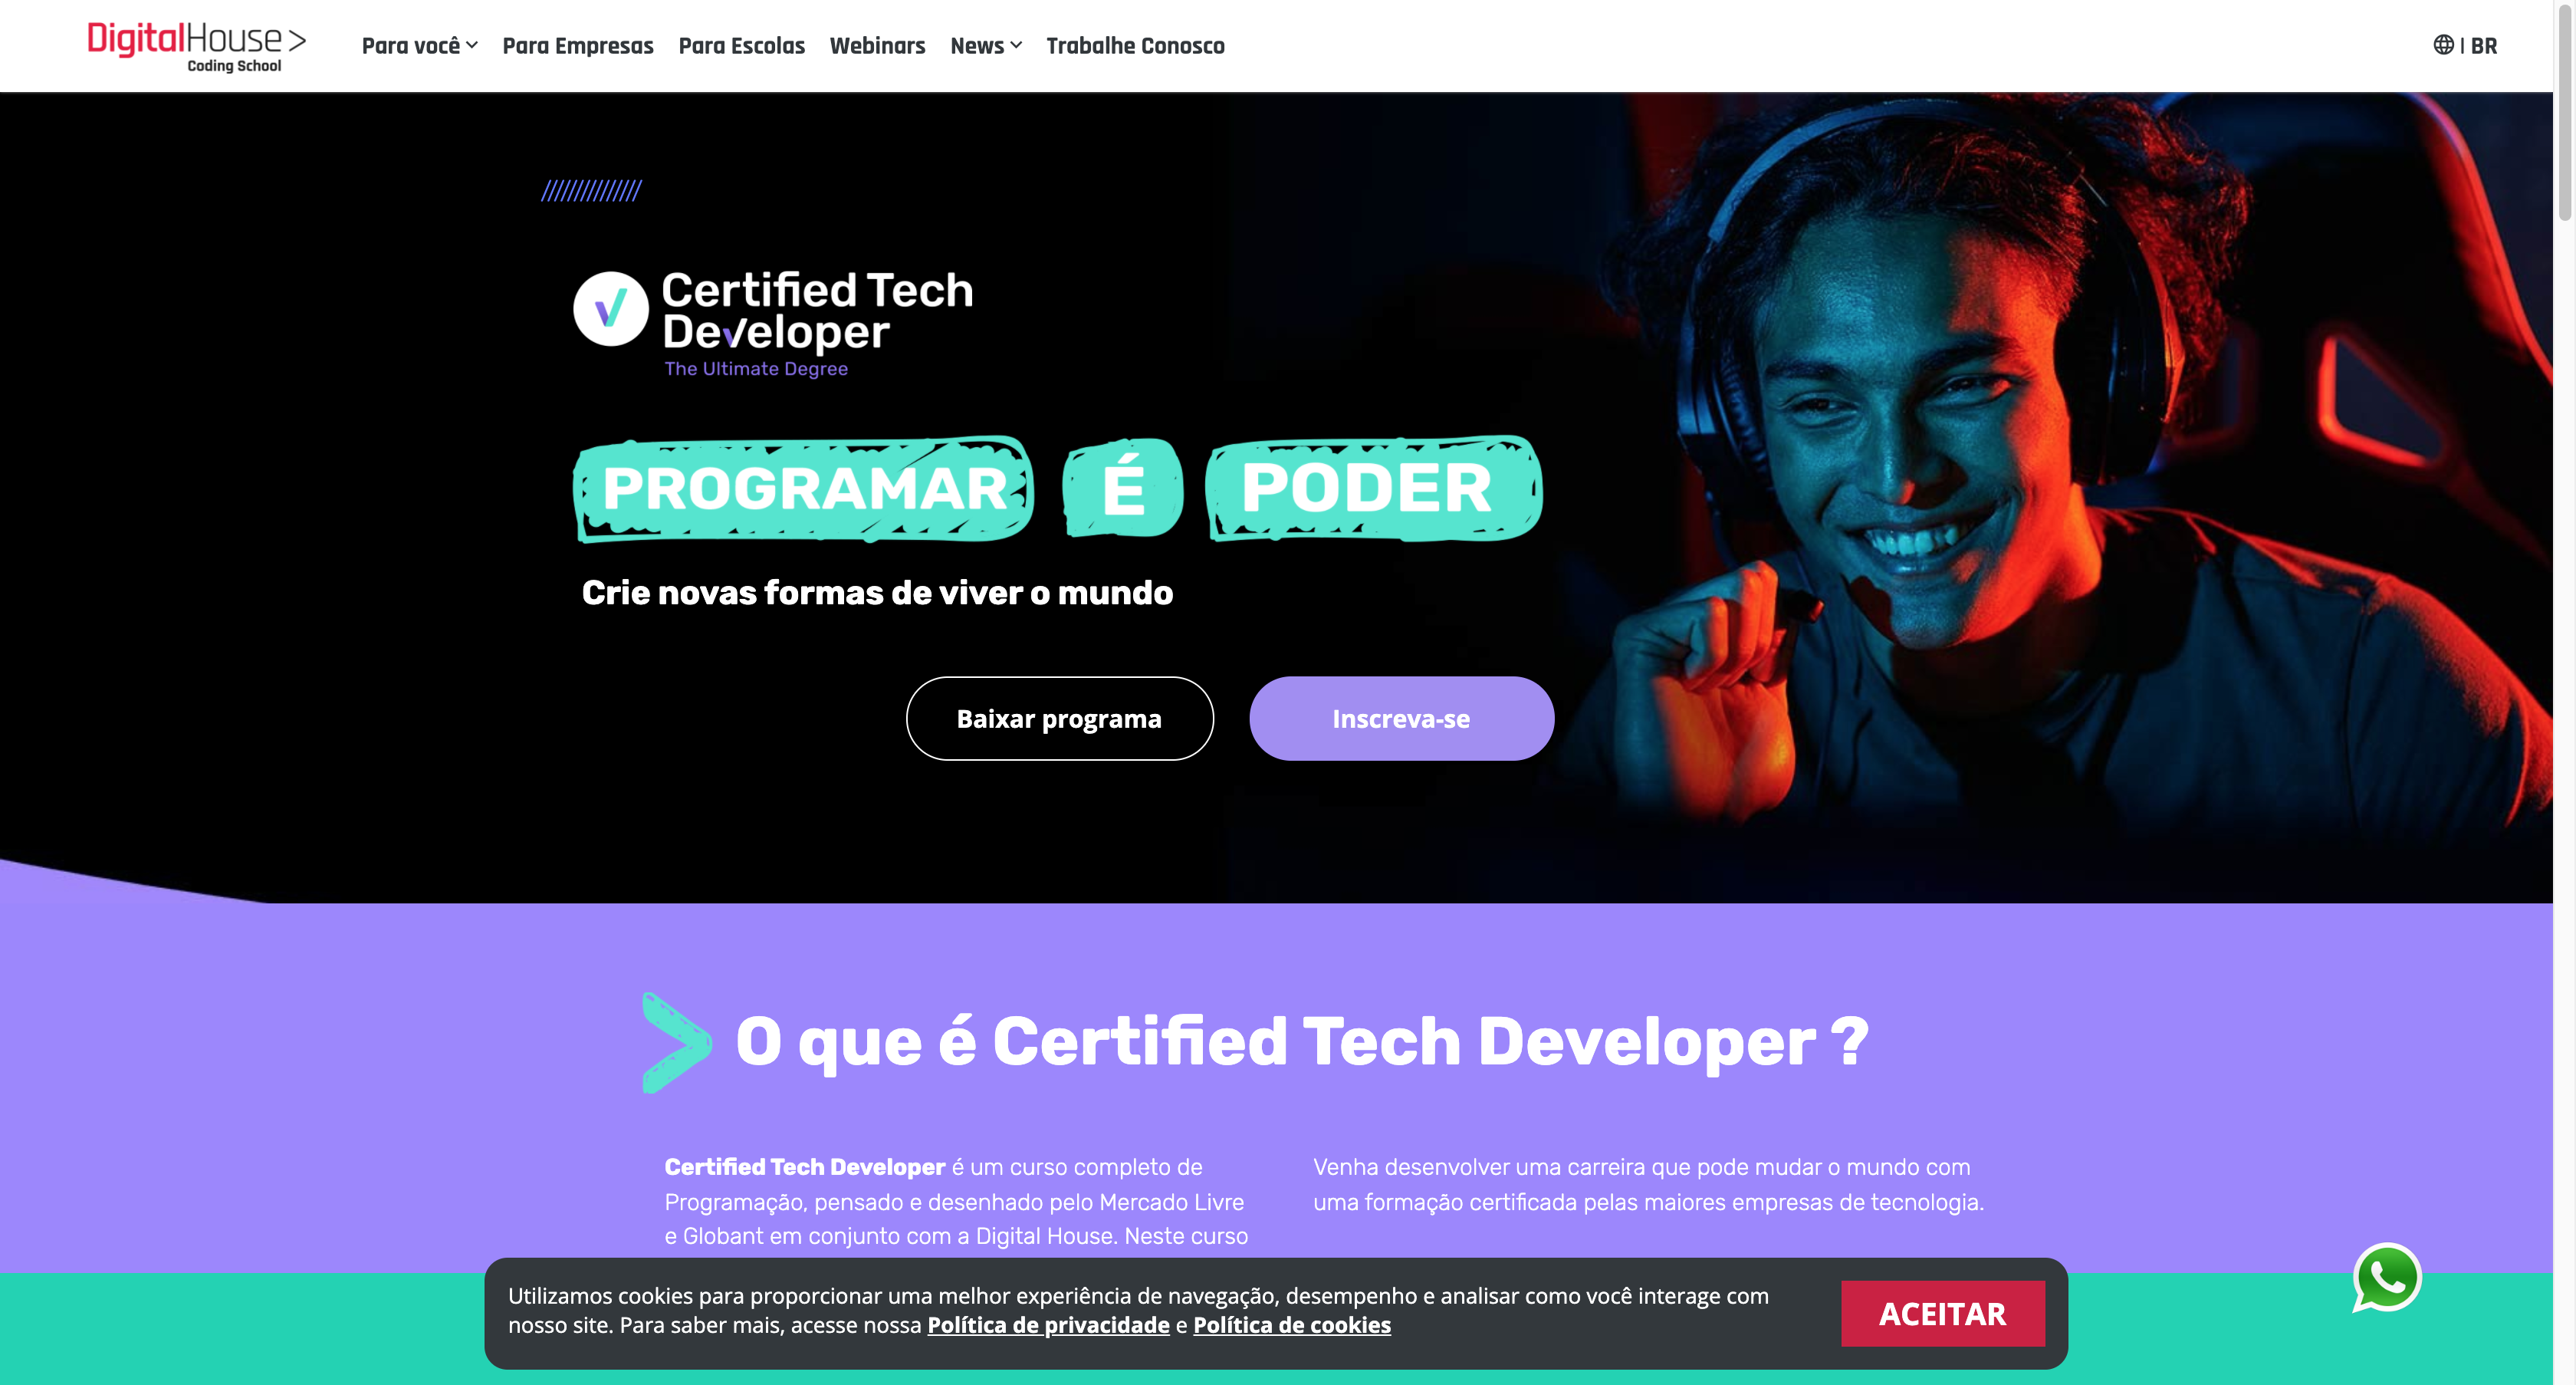 DigitalHouse >
Coding School
Para você
Para Empresas
Para Escolas
Webinars
News
Trabalhe Conosco
| BR
Certified Tech
Developer
The Ultimate Degree
PROGRAMAR É PODER
Crie novas formas de viver o mundo
Baixar programa
Inscreva-se
O que é Certified Tech Developer ?
Certified Tech Developer é um curso completo de
Programação, pensado e desenhado pelo Mercado Livre
e Globant em conjunto com a Digital House. Neste curso
Venha desenvolver uma carreira que pode mudar o mundo com
uma formação certificada pelas maiores empresas de tecnologia.
Utilizamos cookies para proporcionar uma melhor experiência de navegação, desempenho e analisar como você interage com
nosso site. Para saber mais, acesse nossa Política de privacidade e Política de cookies
ACEITAR